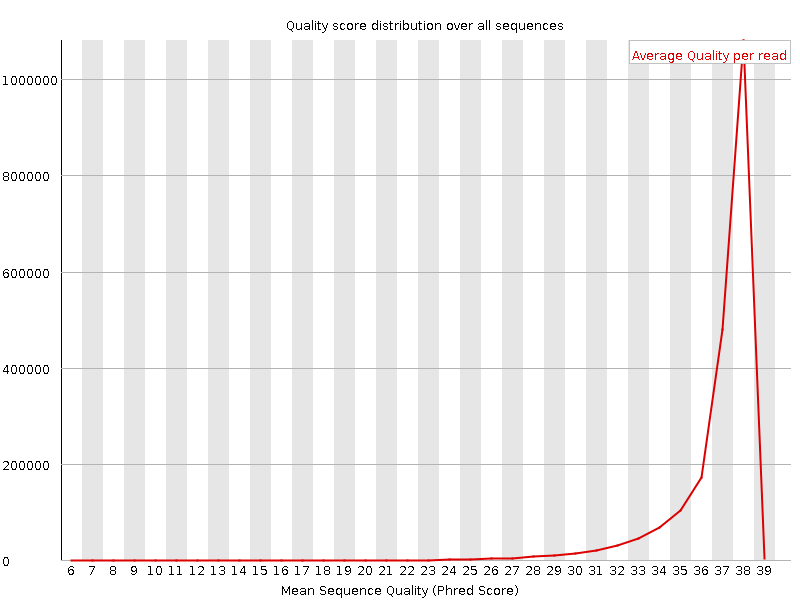 Quality score distribution over all sequences
Average Quality per read
1000000
800000
600000
400000
200000
0
6 7 8 9 10 11 12 13 14 15 16 17 18 19 20 21 22 23 24 25 26 27 28 29 30 31 32 33 34 35 36 37 38 39
Mean Sequence Quality (Phred Score)